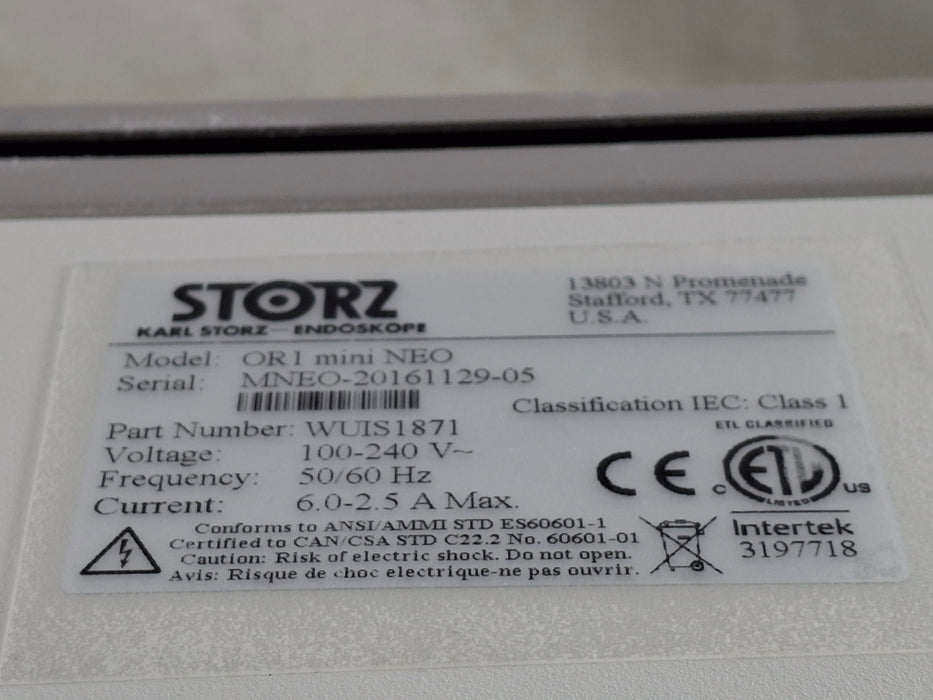 STORZ
KARL STORZ—ENDOSKOPE
13803 N Promenade
Stafford, TX 77477
U.S.A.
Model: OR1 mini NEO
Serial: MNEO-20161129-05
Classification IEC: Class 1
Part Number: WUIS1871
Voltage: 100-240 V~
Frequency: 50/60 Hz
Current: 6.0-2.5 A Max.
ETL CLASSIFIED
CE
c ETL us
LISTED
Intertek
3197718
Conforms to ANSI/AMMI STD ES60601-1
Certified to CAN/CSA STD C22.2 No. 60601-01
Caution: Risk of electric shock. Do not open.
Avis: Risque de choc electrique-ne pas ouvrir.